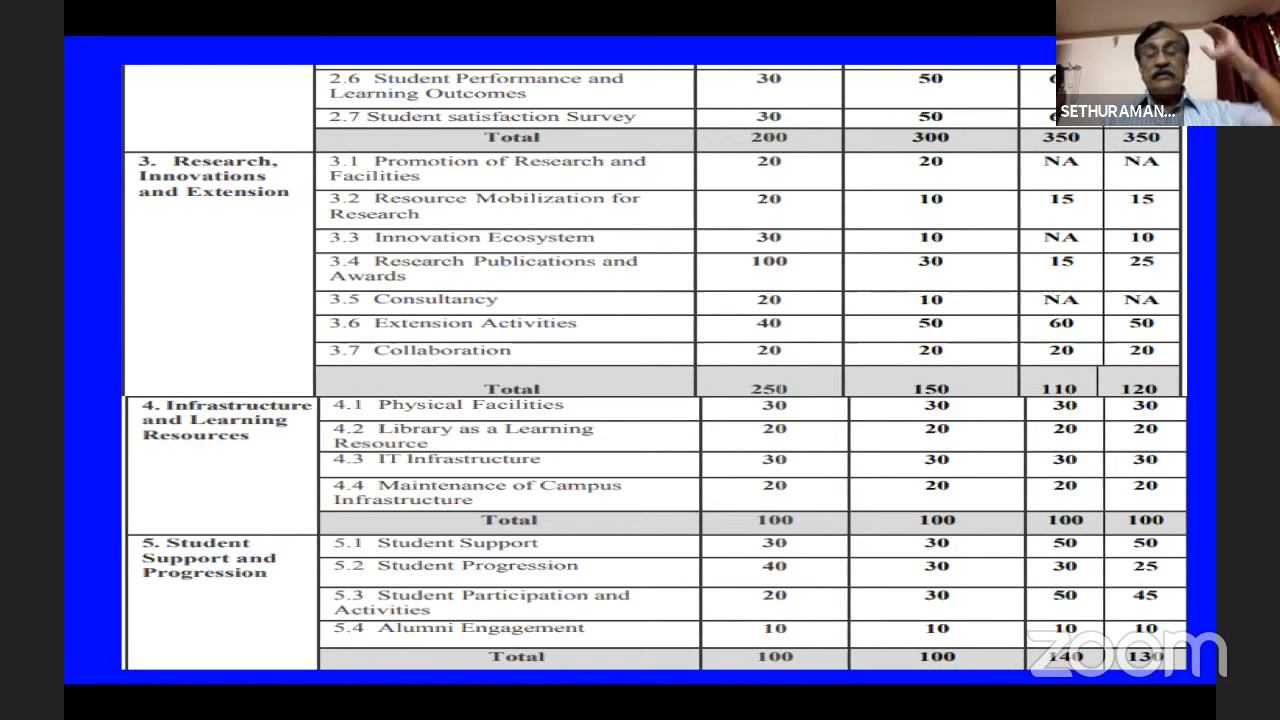 2.6 Student Performance and
Learning Outcomes
30 50
2.7 Student satisfaction Survey 30 50
SETHURAMAN...
Total 200 300 350 350
3. Research,
Innovations
and Extension
3.1 Promotion of Research and
Facilities
20 20 NA NA
3.2 Resource Mobilization for
Research
20 10 15 15
3.3 Innovation Ecosystem 30 10 NA 10
3.4 Research Publications and
Awards
100 30 15 25
3.5 Consultancy 20 10 NA NA
3.6 Extension Activities 40 50 60 50
3.7 Collaboration 20 20 20 20
Total 250 150 110 120
4. Infrastructure
and Learning
Resources
4.1 Physical Facilities 30 30 30 30
4.2 Library as a Learning
Resource
20 20 20 20
4.3 IT Infrastructure 30 30 30 30
4.4 Maintenance of Campus
Infrastructure
20 20 20 20
Total 100 100 100 100
5. Student
Support and
Progression
5.1 Student Support 30 30 50 50
5.2 Student Progression 40 30 30 25
5.3 Student Participation and
Activities
20 30 50 45
5.4 Alumni Engagement 10 10 10 10
Total 100 100 140 130
zoom